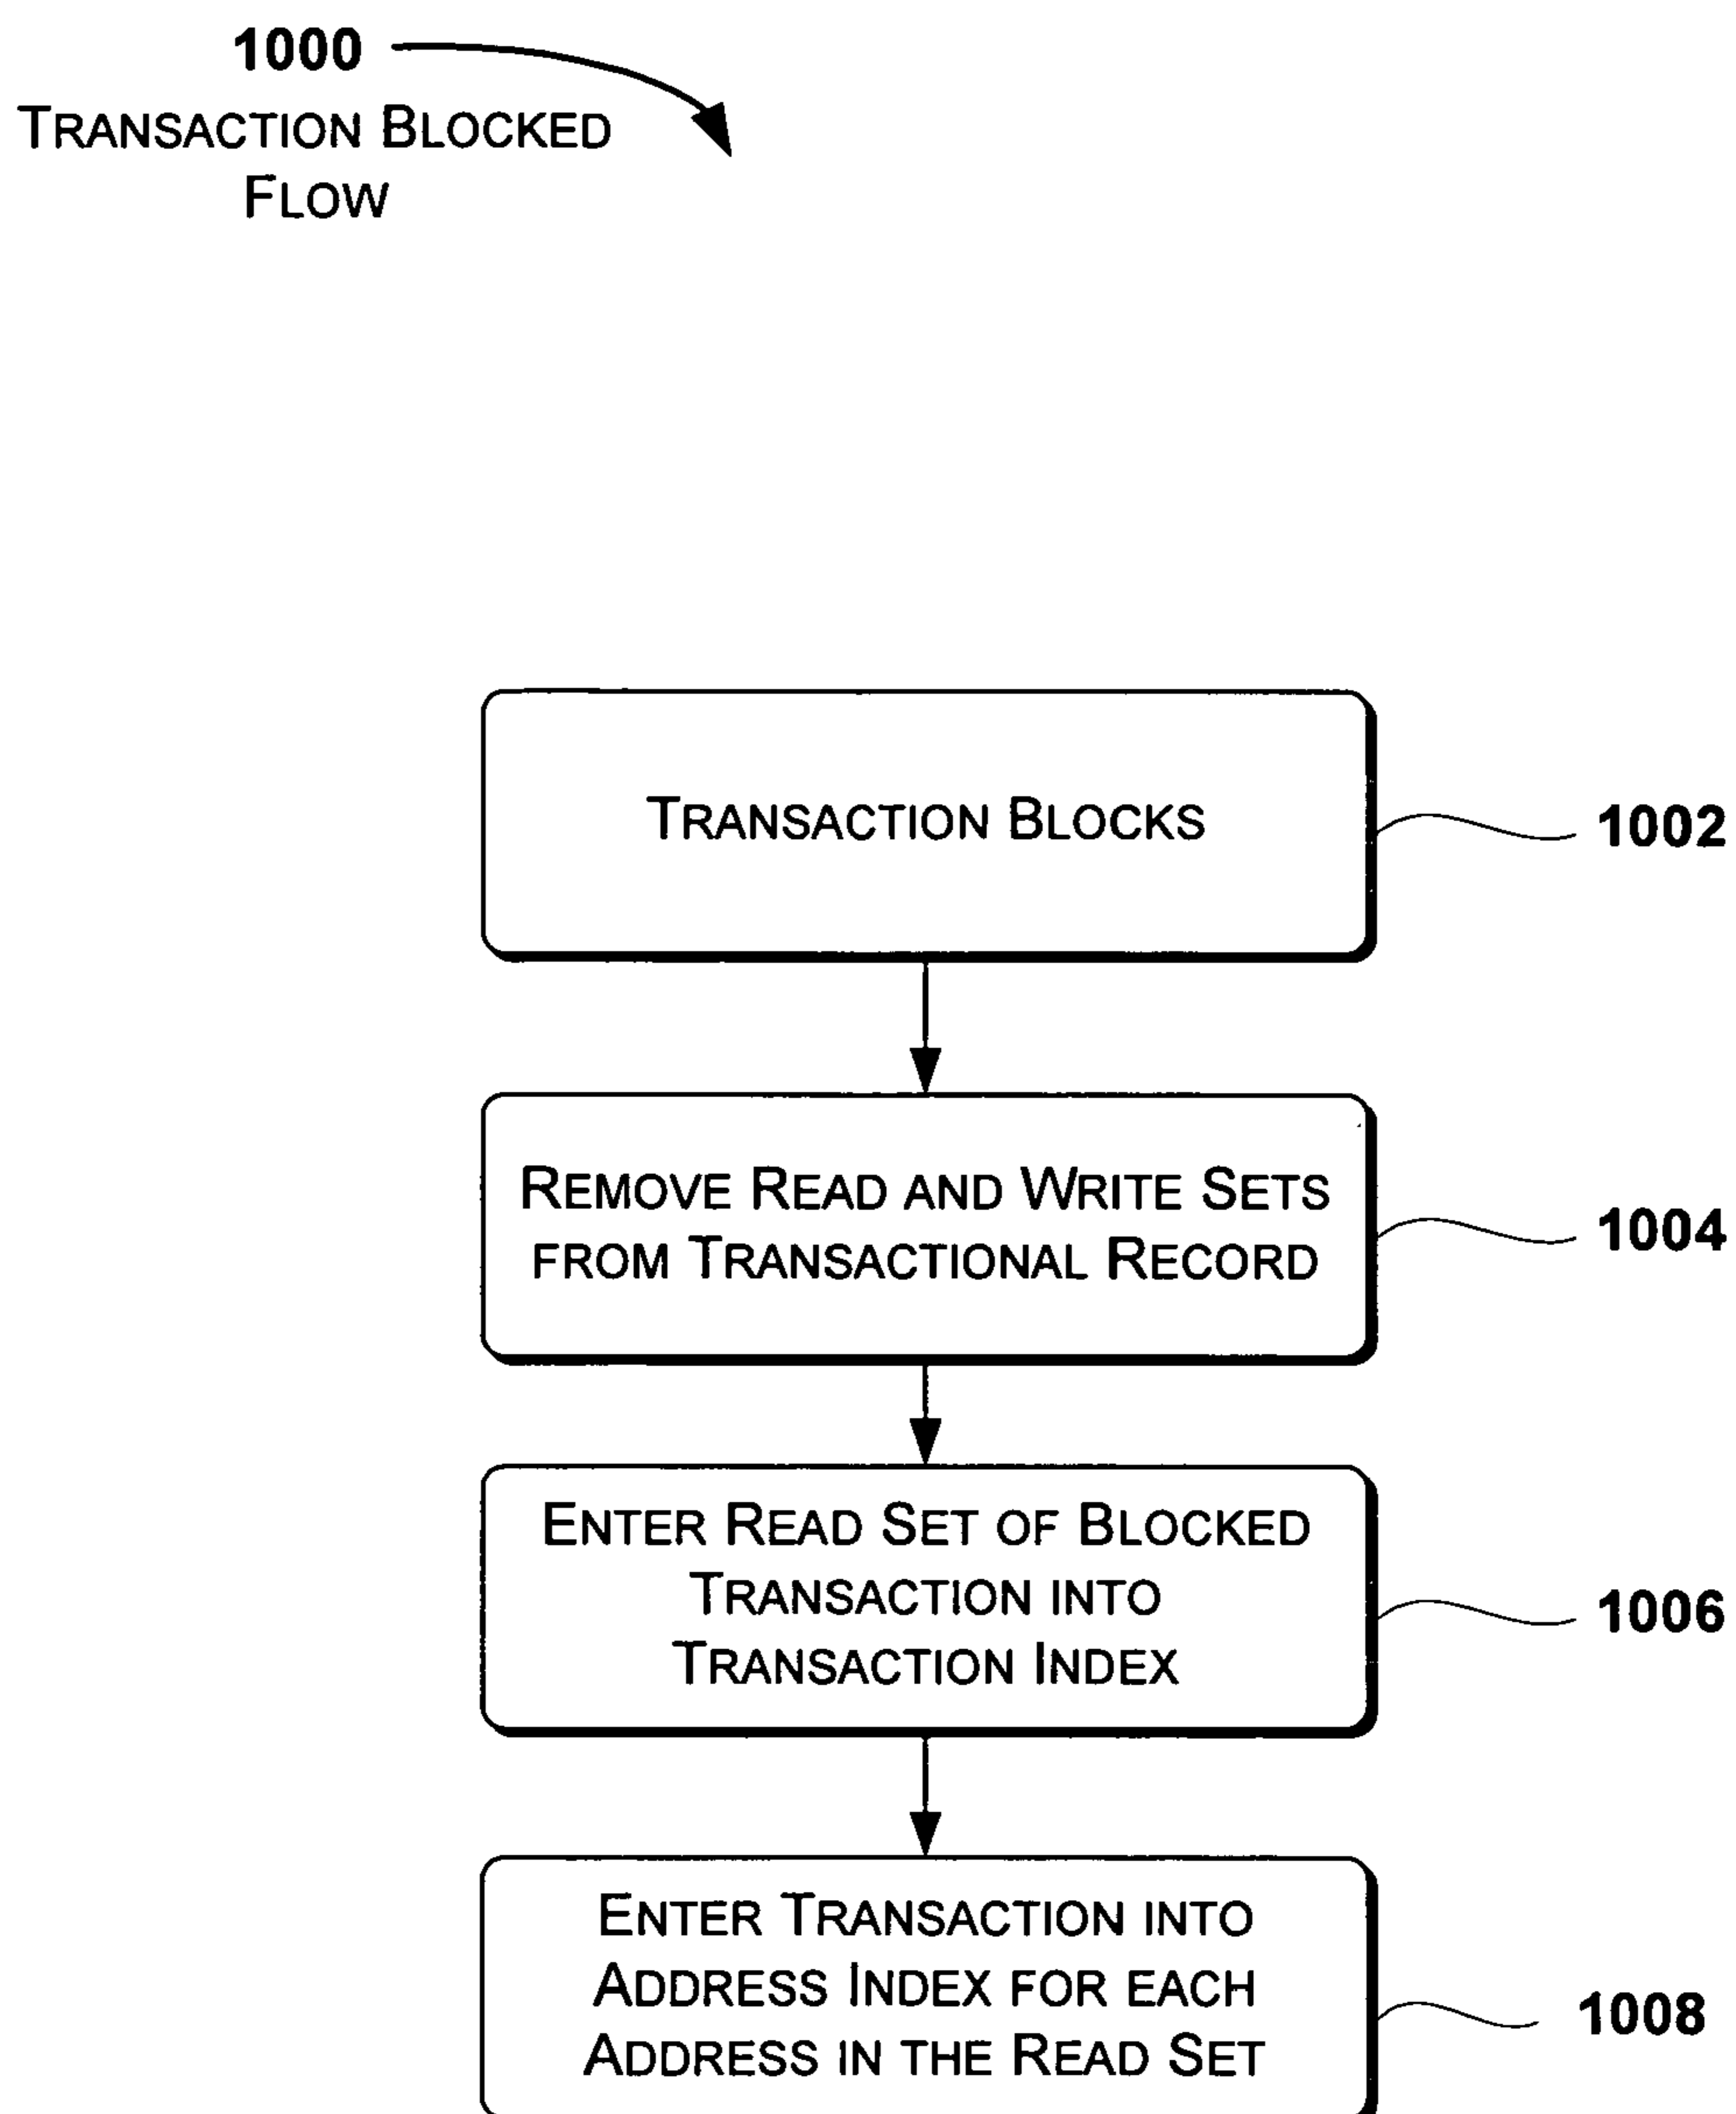 1000
TRANSACTION BLOCKED
FLOW
TRANSACTION BLOCKS
1002
REMOVE READ AND WRITE SETS
FROM TRANSACTIONAL RECORD
1004
ENTER READ SET OF BLOCKED
TRANSACTION INTO
TRANSACTION INDEX
1006
ENTER TRANSACTION INTO
ADDRESS INDEX FOR EACH
ADDRESS IN THE READ SET
1008